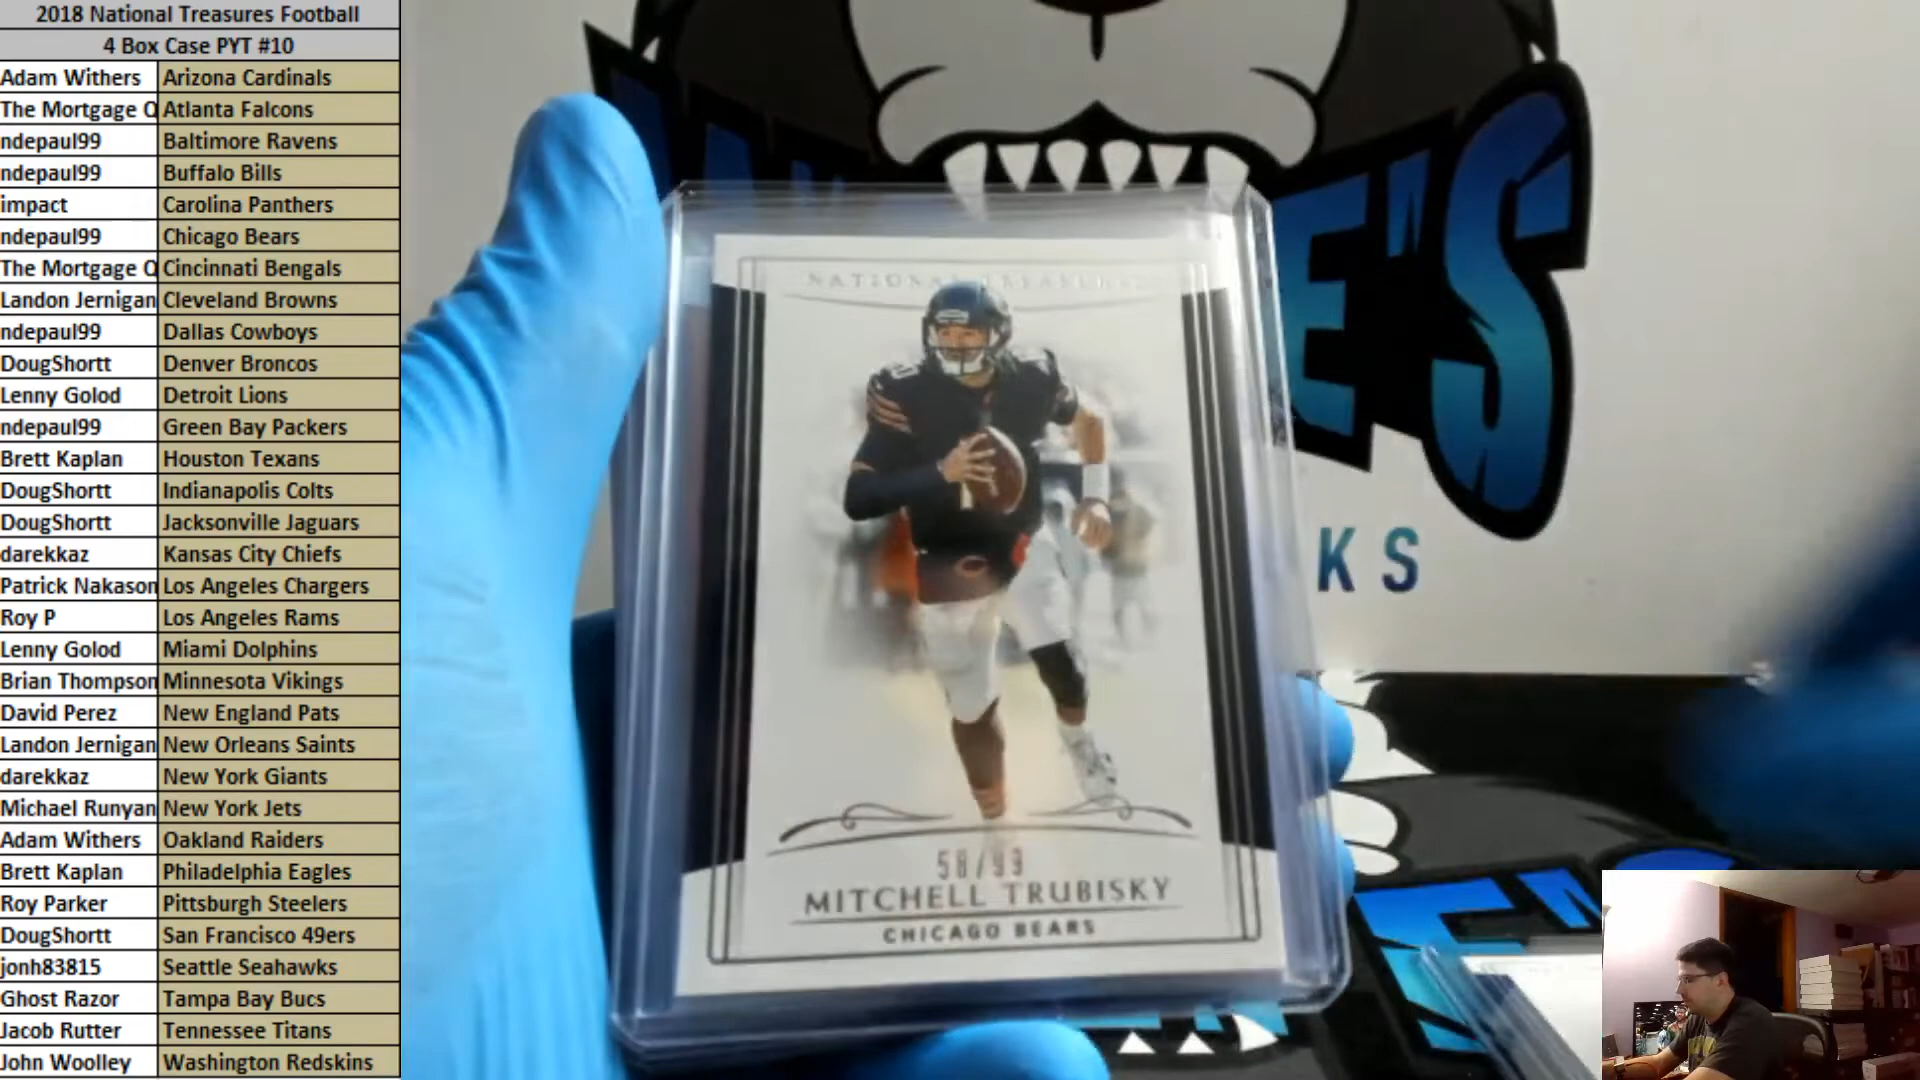 2018 National Treasures Football
4 Box Case PYT #10
Adam Withers Arizona Cardinals
The Mortgage Q Atlanta Falcons
ndepaul99 Baltimore Ravens
ndepaul99 Buffalo Bills
impact Carolina Panthers
ndepaul99 Chicago Bears
The Mortgage Q Cincinnati Bengals
Landon Jernigan Cleveland Browns
ndepaul99 Dallas Cowboys
DougShortt Denver Broncos
Lenny Golod Detroit Lions
ndepaul99 Green Bay Packers
Brett Kaplan Houston Texans
DougShortt Indianapolis Colts
DougShortt Jacksonville Jaguars
darekkaz Kansas City Chiefs
Patrick Nakason Los Angeles Chargers
Roy P Los Angeles Rams
Lenny Golod Miami Dolphins
Brian Thompson Minnesota Vikings
David Perez New England Pats
Landon Jernigan New Orleans Saints
darekkaz New York Giants
Michael Runyan New York Jets
Adam Withers Oakland Raiders
Brett Kaplan Philadelphia Eagles
Roy Parker Pittsburgh Steelers
DougShortt San Francisco 49ers
jonh83815 Seattle Seahawks
Ghost Razor Tampa Bay Bucs
Jacob Rutter Tennessee Titans
John Woolley Washington Redskins
NATIONAL TREASURES
58/99
MITCHELL TRUBISKY
CHICAGO BEARS
E'S
KS